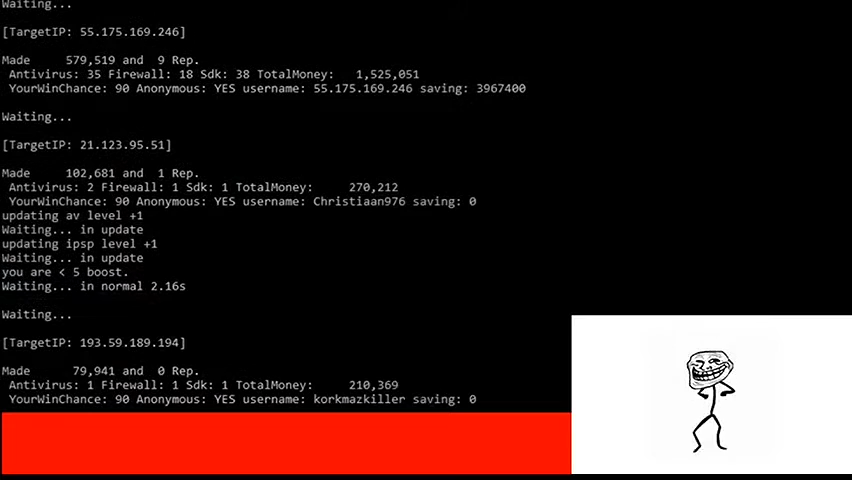 Waiting...
[TargetIP: 55.175.169.246]
Made 579,519 and 9 Rep.
Antivirus: 35 Firewall: 18 Sdk: 38 TotalMoney: 1,525,051
YourWinChance: 90 Anonymous: YES username: 55.175.169.246 saving: 3967400
Waiting...
[TargetIP: 21.123.95.51]
Made 102,681 and 1 Rep.
Antivirus: 2 Firewall: 1 Sdk: 1 TotalMoney: 270,212
YourWinChance: 90 Anonymous: YES username: Christiaan976 saving: 0
updating av level +1
Waiting... in update
updating ipsp level +1
Waiting... in update
you are < 5 boost.
Waiting... in normal 2.16s
Waiting...
[TargetIP: 193.59.189.194]
Made 79,941 and 0 Rep.
Antivirus: 1 Firewall: 1 Sdk: 1 TotalMoney: 210,369
YourWinChance: 90 Anonymous: YES username: korkmazkiller saving: 0